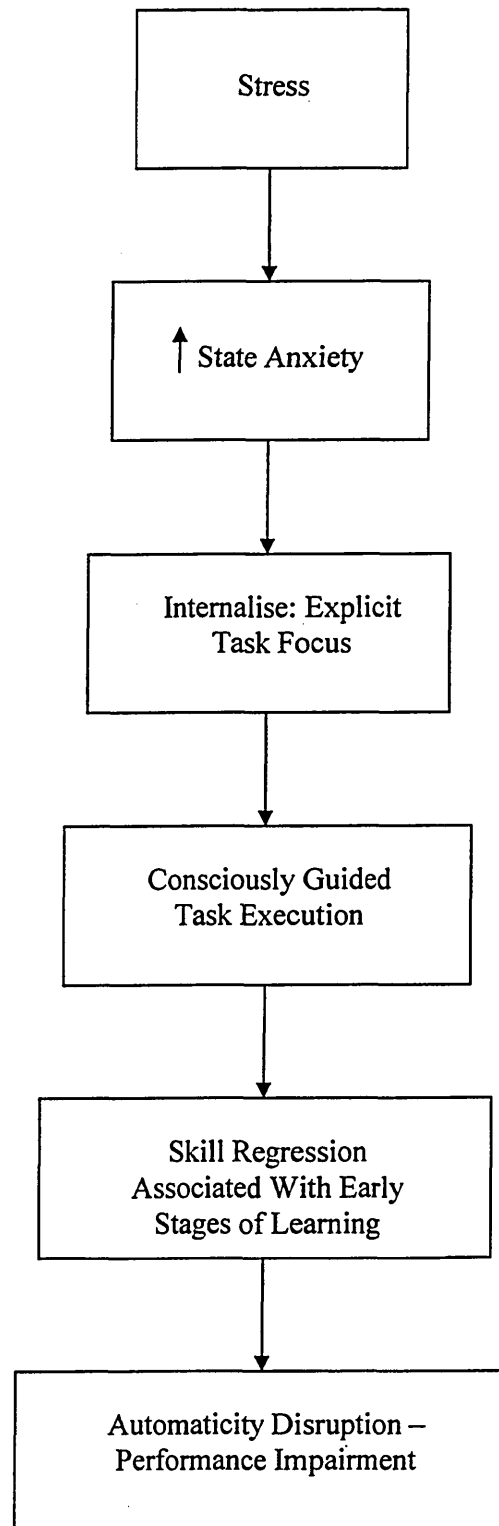 Stress
↑ State Anxiety
Internalise: Explicit
Task Focus
Consciously Guided
Task Execution
Skill Regression
Associated With Early
Stages of Learning
Automaticity Disruption –
Performance Impairment